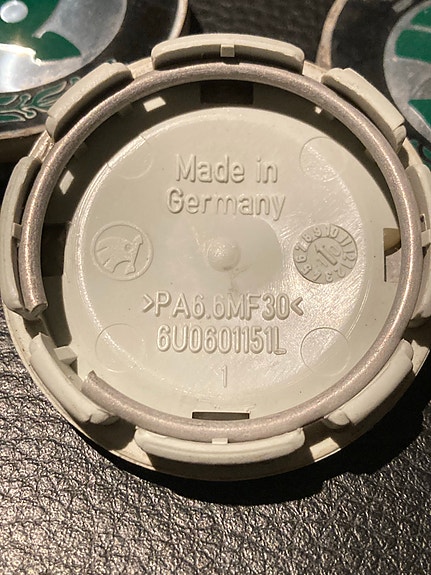 Made in
Germany
>PA6.6MF30<
6U0601151L
1